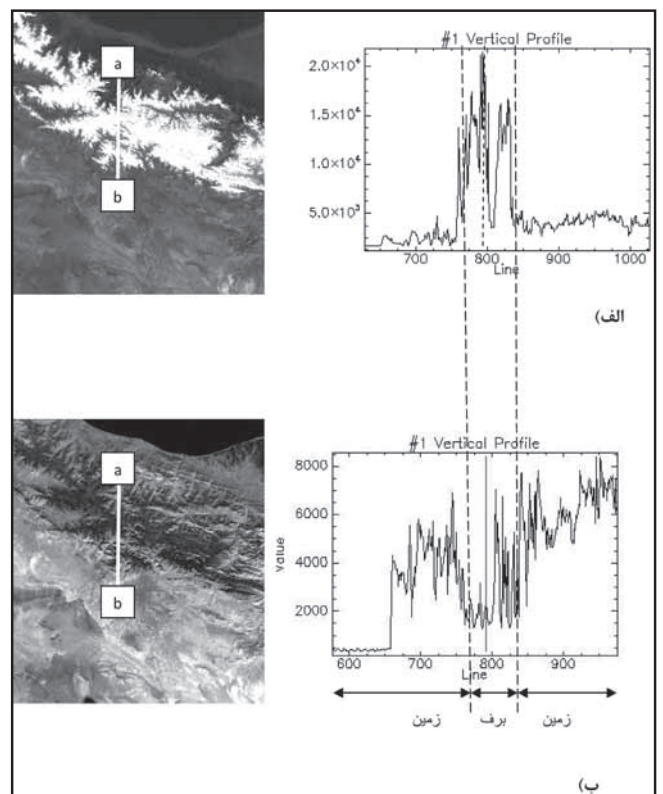 a
b
#1 Vertical Profile
2.0×10⁴
1.5×10⁴
1.0×10⁴
5.0×10³
700 800 900 1000
Line
الف)
a
b
#1 Vertical Profile
Value
8000
6000
4000
2000
600 700 800 900
Line
زمین برف زمین
ب)